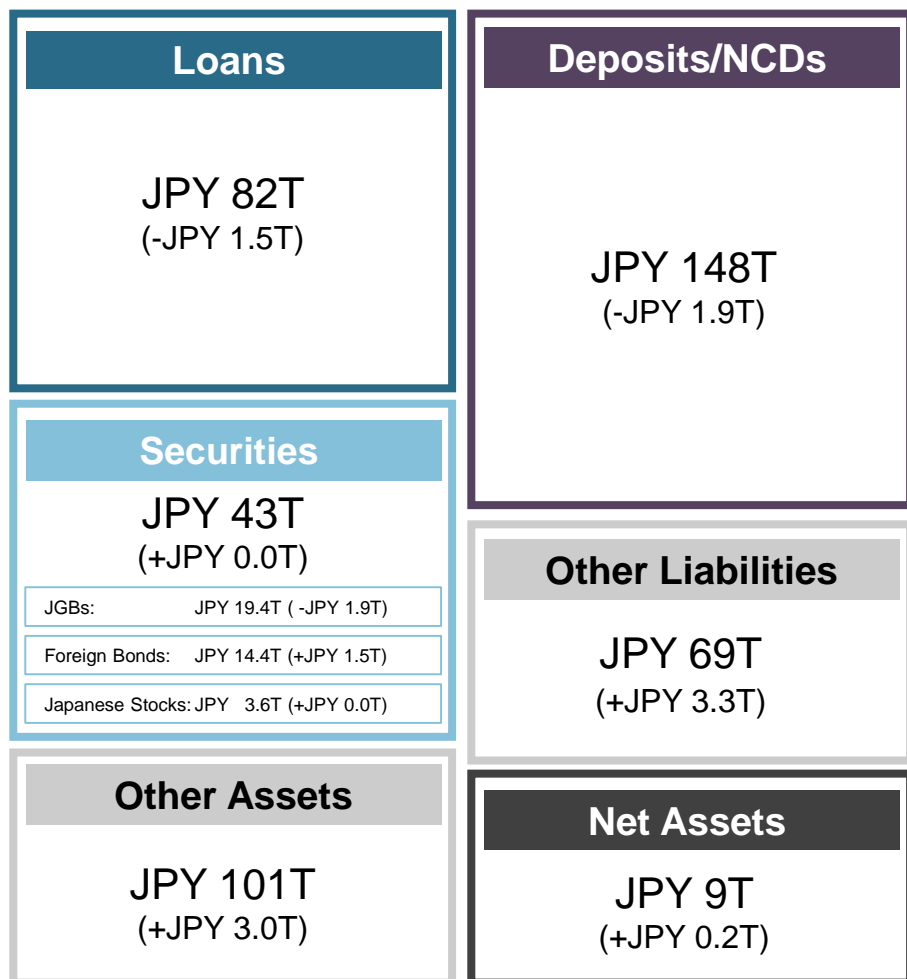 Loans
JPY 82T
(-JPY 1.5T)
Securities
JPY 43T
(+JPY 0.0T)
JGBs: JPY 19.4T ( -JPY 1.9T)
Foreign Bonds: JPY 14.4T (+JPY 1.5T)
Japanese Stocks: JPY 3.6T (+JPY 0.0T)
Other Assets
JPY 101T
(+JPY 3.0T)
Deposits/NCDs
JPY 148T
(-JPY 1.9T)
Other Liabilities
JPY 69T
(+JPY 3.3T)
Net Assets
JPY 9T
(+JPY 0.2T)